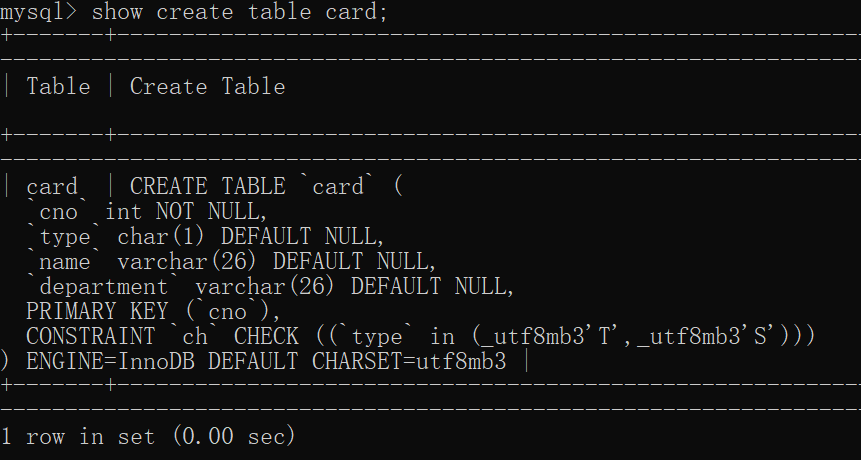 mysql> show create table card;
+-------+----------------------------------------------------------
-------------------------------------------------------------------
| Table | Create Table
+-------+----------------------------------------------------------
-------------------------------------------------------------------
| card  | CREATE TABLE `card` (
  `cno` int NOT NULL,
  `type` char(1) DEFAULT NULL,
  `name` varchar(26) DEFAULT NULL,
  `department` varchar(26) DEFAULT NULL,
  PRIMARY KEY (`cno`),
  CONSTRAINT `ch` CHECK ((`type` in (_utf8mb3'T',_utf8mb3'S')))
) ENGINE=InnoDB DEFAULT CHARSET=utf8mb3 |
+-------+----------------------------------------------------------
-------------------------------------------------------------------
1 row in set (0.00 sec)